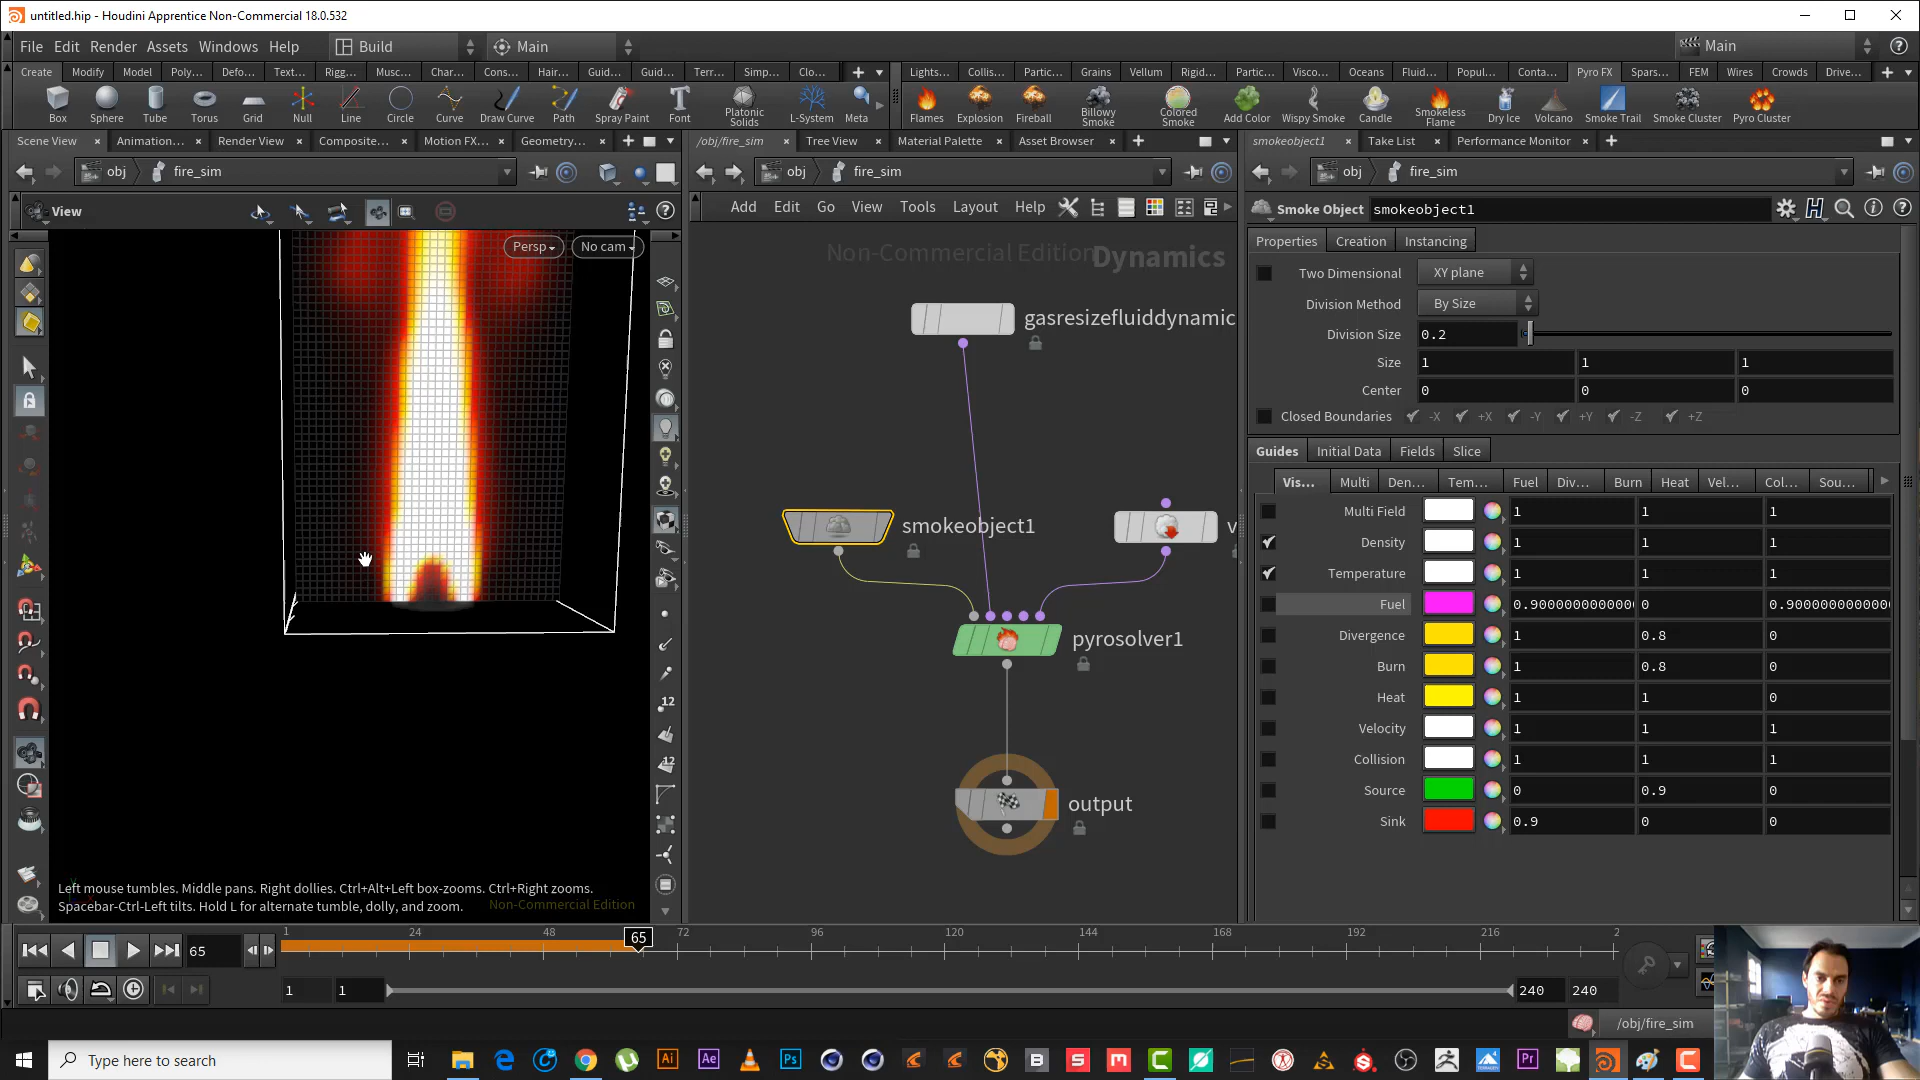 untitled.hip - Houdini Apprentice Non-Commercial 18.0.532
File Edit Render Assets Windows Help Build Main Main
Create Modify Model Poly... Defo... Text... Rigg... Musc... Char... Cons... Hair... Guid... Guid... Terr... Simp... Clo...
Lights... Collis... Partic... Grains Vellum Rigid... Partic... Visco... Oceans Fluid... Popul... Conta... Pyro FX Spars... FEM Wires Crowds Drive...
Box Sphere Tube Torus Grid Null Line Circle Curve Draw Curve Path Spray Paint Font Platonic Solids L-System Meta
Flames Explosion Fireball Billowy Smoke Colored Smoke Add Color Wispy Smoke Candle Smokeless Flame Dry Ice Volcano Smoke Trail Smoke Cluster Pyro Cluster
Scene View Animation... Render View Composite... Motion FX... Geometry...
/obj/fire_sim Tree View Material Palette Asset Browser
smokeobject1 Take List Performance Monitor
obj fire_sim
obj fire_sim
obj fire_sim
View
Add Edit Go View Tools Layout Help
Smoke Object smokeobject1
Persp No cam
Non-Commercial Edition Dynamics
gasresizefluiddynamic
smokeobject1
v
pyrosolver1
output
Properties Creation Instancing
Two Dimensional XY plane
Division Method By Size
Division Size 0.2
Size 1 1 1
Center 0 0 0
Closed Boundaries -X +X -Y +Y -Z +Z
Guides Initial Data Fields Slice
Vis... Multi Den... Tem... Fuel Div... Burn Heat Vel... Col... Sou...
Multi Field 1 1 1
Density 1 1 1
Temperature 1 1 1
Fuel 0.900000000000 0 0.900000000000
Divergence 1 0.8 0
Burn 1 0.8 0
Heat 1 1 0
Velocity 1 1 1
Collision 1 1 1
Source 0 0.9 0
Sink 0.9 0 0
12
12
Left mouse tumbles. Middle pans. Right dollies. Ctrl+Alt+Left box-zooms. Ctrl+Right zooms.
Spacebar-Ctrl-Left tilts. Hold L for alternate tumble, dolly, and zoom. Non-Commercial Edition
65
1 24 48 65 72 96 120 144 168 192 216 2
1 1 240 240
/obj/fire_sim
Type here to search
Ai Ae Ps B S M C Pr C